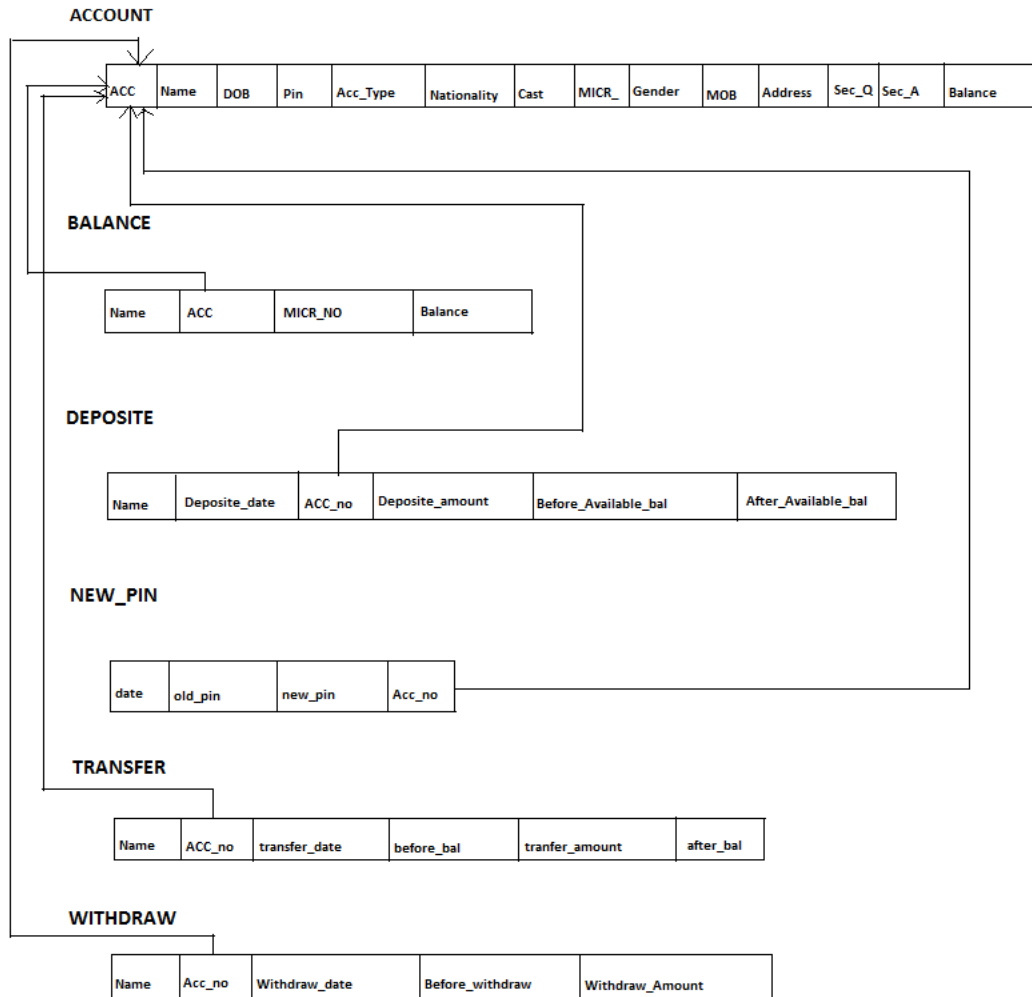 ACCOUNT
ACC Name DOB Pin Acc_Type Nationality Cast MICR_ Gender MOB Address Sec_Q Sec_A Balance
BALANCE
Name ACC MICR_NO Balance
DEPOSITE
Name Deposite_date ACC_no Deposite_amount Before_Available_bal After_Available_bal
NEW_PIN
date old_pin new_pin Acc_no
TRANSFER
Name ACC_no transfer_date before_bal tranfer_amount after_bal
WITHDRAW
Name Acc_no Withdraw_date Before_withdraw Withdraw_Amount